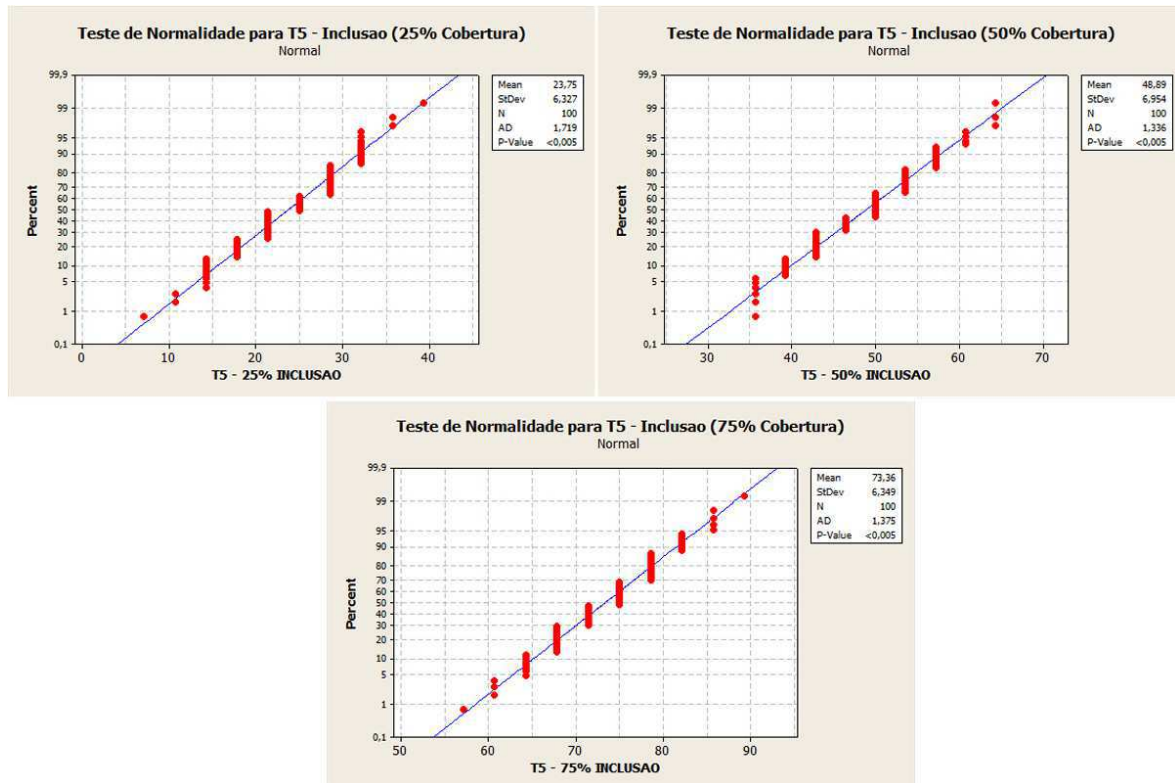 Teste de Normalidade para T5 - Inclusao (25% Cobertura)
Normal
99,9
99
95
90
80
70
60
50
40
30
20
10
5
1
0,1
Percent
0
10
20
30
40
T5 - 25% INCLUSAO
Mean 23,75
StDev 6,327
N 100
AD 1,719
P-Value <0,005
Teste de Normalidade para T5 - Inclusao (50% Cobertura)
Normal
99,9
99
95
90
80
70
60
50
40
30
20
10
5
1
0,1
Percent
30
40
50
60
70
T5 - 50% INCLUSAO
Mean 48,89
StDev 6,954
N 100
AD 1,336
P-Value <0,005
Teste de Normalidade para T5 - Inclusao (75% Cobertura)
Normal
99,9
99
95
90
80
70
60
50
40
30
20
10
5
1
0,1
Percent
50
60
70
80
90
T5 - 75% INCLUSAO
Mean 73,36
StDev 6,349
N 100
AD 1,375
P-Value <0,005